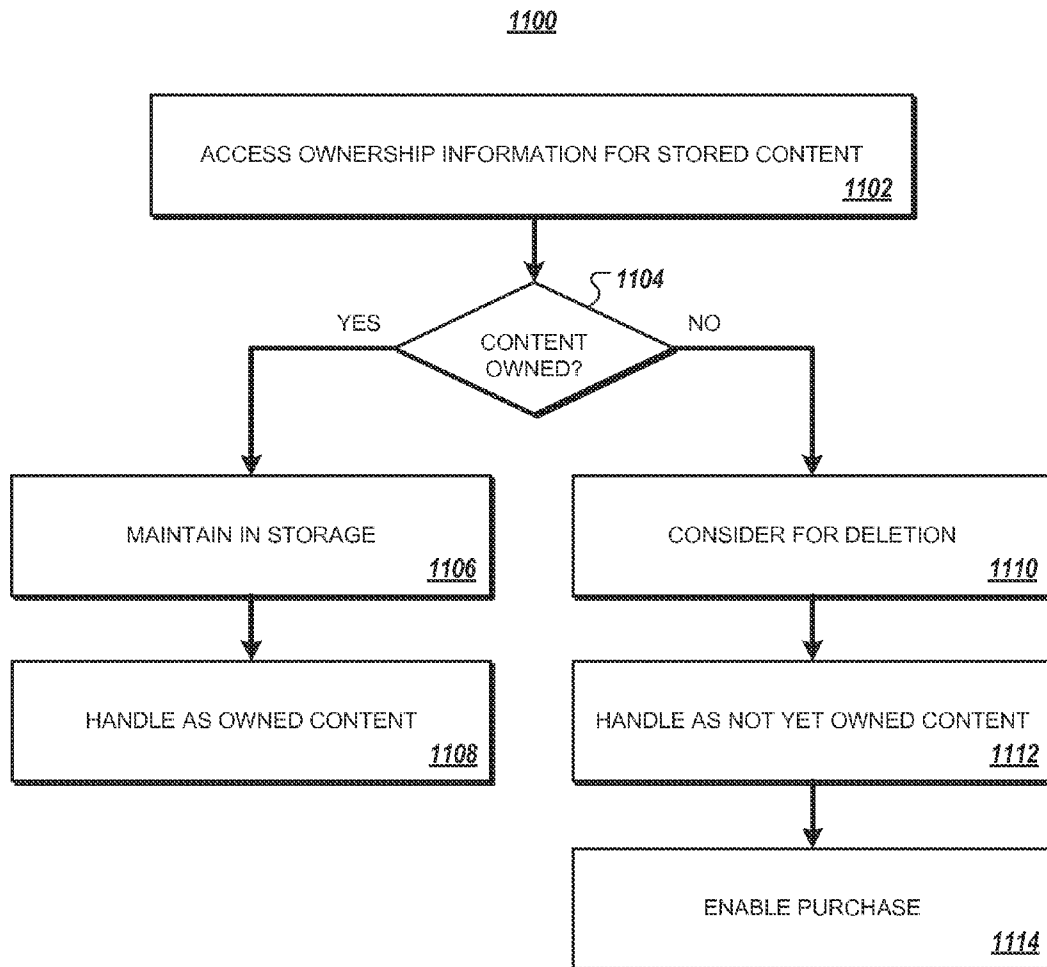 1100
ACCESS OWNERSHIP INFORMATION FOR STORED CONTENT
1102
1104
YES
NO
CONTENT
OWNED?
MAINTAIN IN STORAGE
1106
CONSIDER FOR DELETION
1110
HANDLE AS OWNED CONTENT
1108
HANDLE AS NOT YET OWNED CONTENT
1112
ENABLE PURCHASE
1114